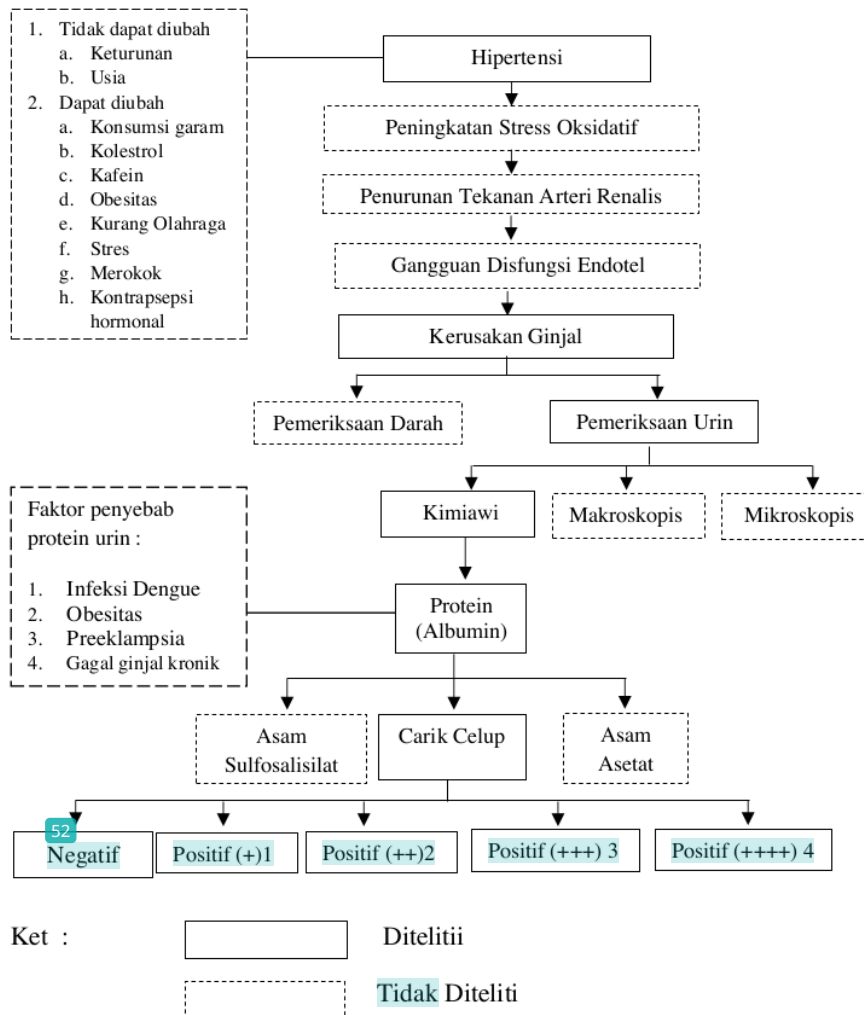 1. Tidak dapat diubah
a. Keturunan
b. Usia
2. Dapat diubah
a. Konsumsi garam
b. Kolestrol
c. Kafein
d. Obesitas
e. Kurang Olahraga
f. Stres
g. Merokok
h. Kontrapsepsi
hormonal
Hipertensi
Peningkatan Stress Oksidatif
Penurunan Tekanan Arteri Renalis
Gangguan Disfungsi Endotel
Kerusakan Ginjal
Pemeriksaan Darah
Pemeriksaan Urin
Kimiawi
Makroskopis
Mikroskopis
Faktor penyebab
protein urin :
1. Infeksi Dengue
2. Obesitas
3. Preeklampsia
4. Gagal ginjal kronik
Protein
(Albumin)
Asam
Sulfosalisilat
Carik Celup
Asam
Asetat
52
Negatif
Positif (+)1
Positif (++)2
Positif (+++) 3
Positif (++++) 4
Ket :
Ditelitii
Tidak Diteliti